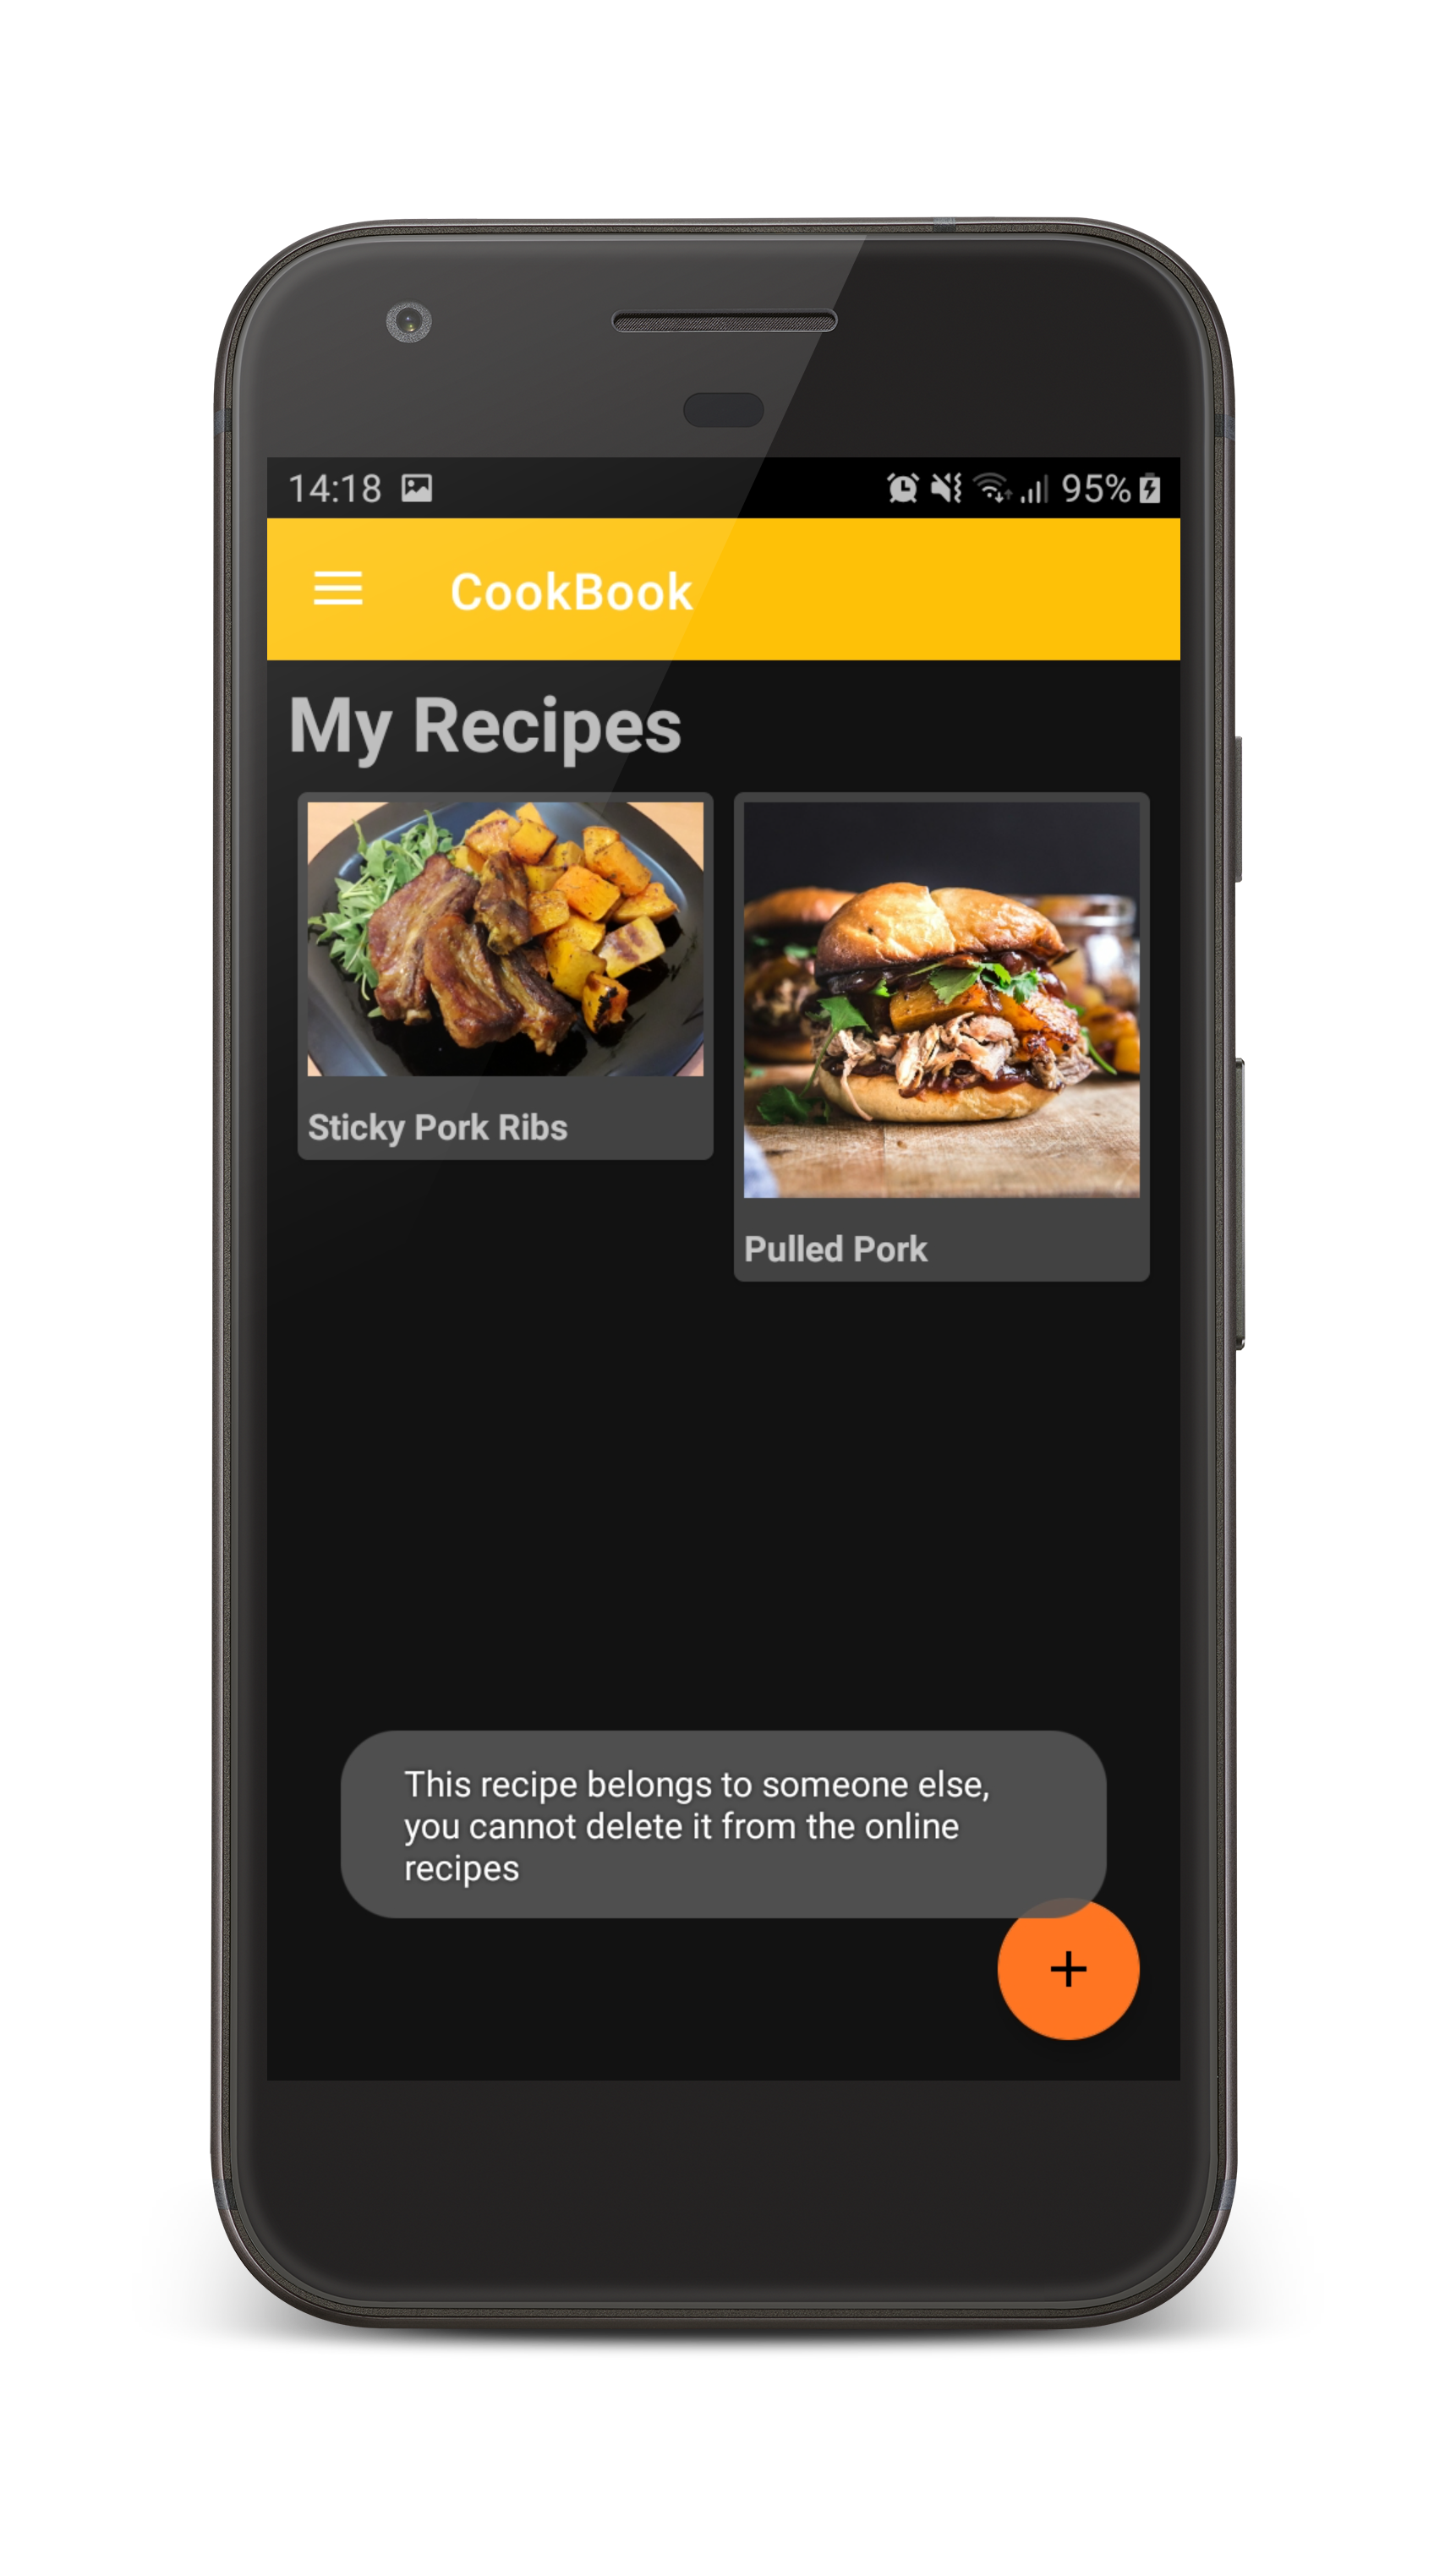 14:18 95%
CookBook
My Recipes
Sticky Pork Ribs
Pulled Pork
This recipe belongs to someone else,
you cannot delete it from the online
recipes
+